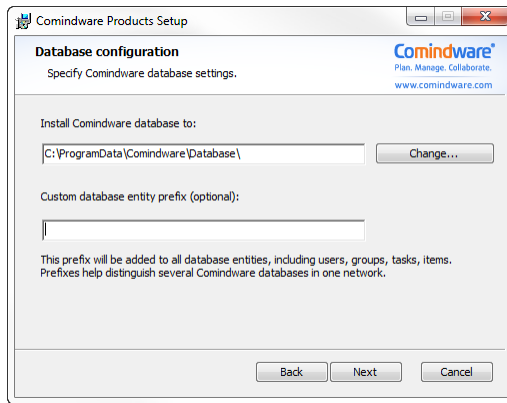 Comindware Products Setup
Database configuration
Specify Comindware database settings.
Comindware®
Plan. Manage. Collaborate.
www.comindware.com
Install Comindware database to:
C:\ProgramData\Comindware\Database\
Change...
Custom database entity prefix (optional):
This prefix will be added to all database entities, including users, groups, tasks, items.
Prefixes help distinguish several Comindware databases in one network.
Back
Next
Cancel